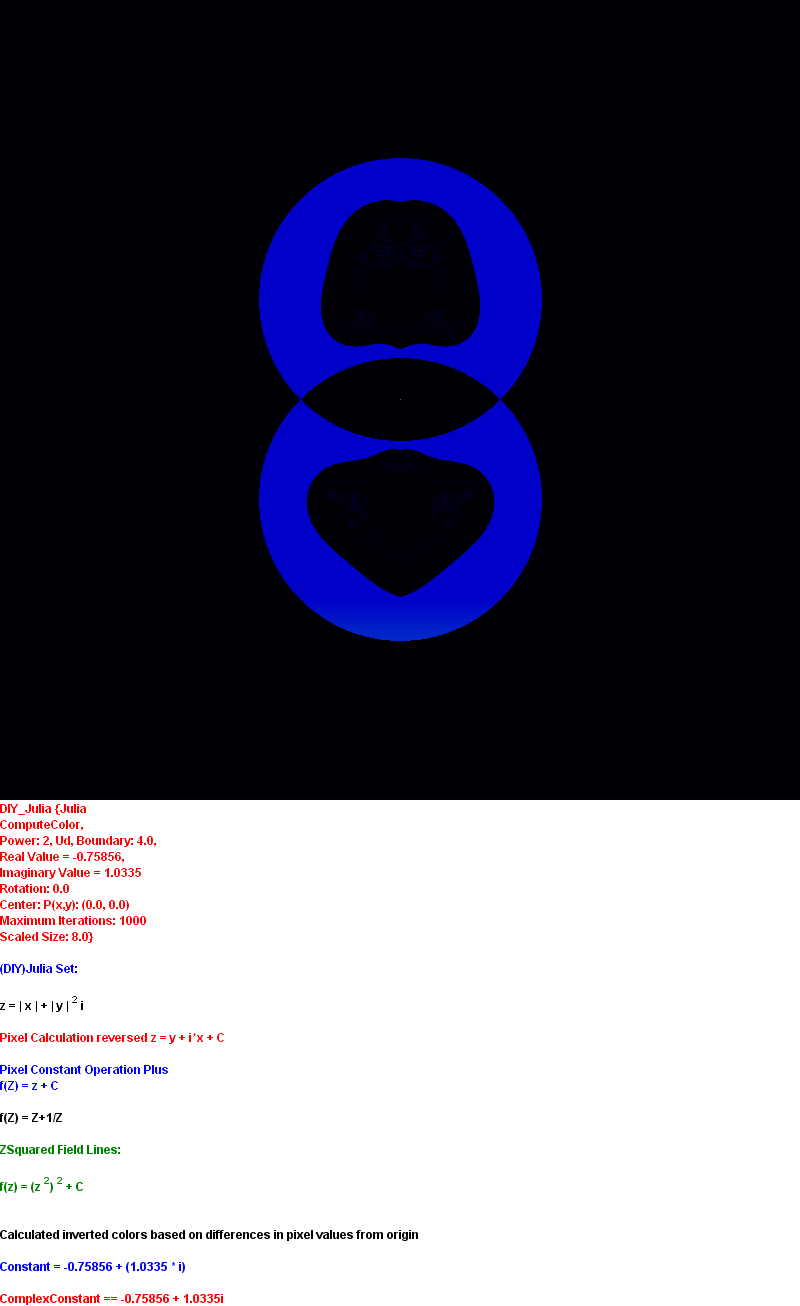 DIY_Julia {Julia
ComputeColor,
Power: 2, Ud, Boundary: 4.0,
Real Value = -0.75856,
Imaginary Value = 1.0335
Rotation: 0.0
Center: P(x,y): (0.0, 0.0)
Maximum Iterations: 1000
Scaled Size: 8.0}
(DIY)Julia Set:
z = | x | + | y | ² i
Pixel Calculation reversed z = y + i*x + C
Pixel Constant Operation Plus
f(Z) = z + C
f(Z) = Z+1/Z
ZSquared Field Lines:
f(z) = (z ²) ² + C
Calculated inverted colors based on differences in pixel values from origin
Constant = -0.75856 + (1.0335 * i)
ComplexConstant == -0.75856 + 1.0335i